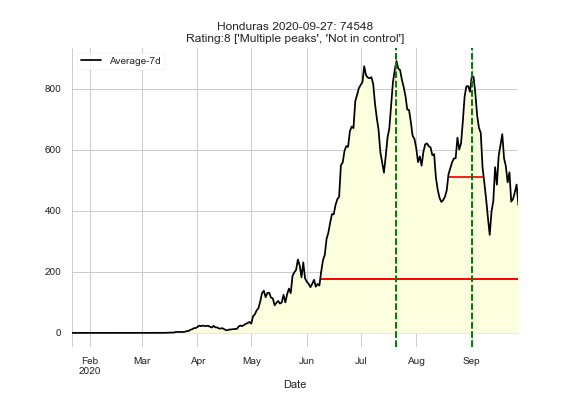 Honduras 2020-09-27: 74548
Rating:8 ['Multiple peaks', 'Not in control']
Average-7d
800
600
400
200
0
Feb Mar Apr May Jun Jul Aug Sep
2020
Date